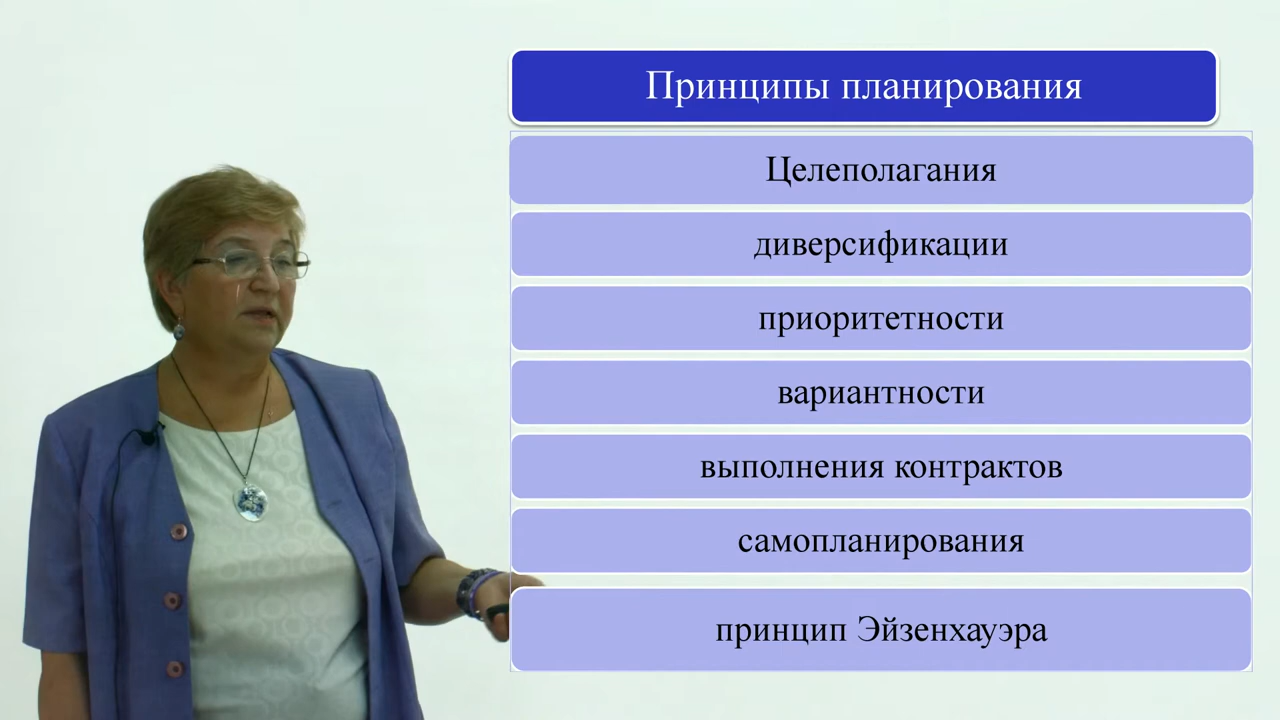 Принципы планирования
Целеполагания
диверсификации
приоритетности
вариантности
выполнения контрактов
самопланирования
принцип Эйзенхауэра